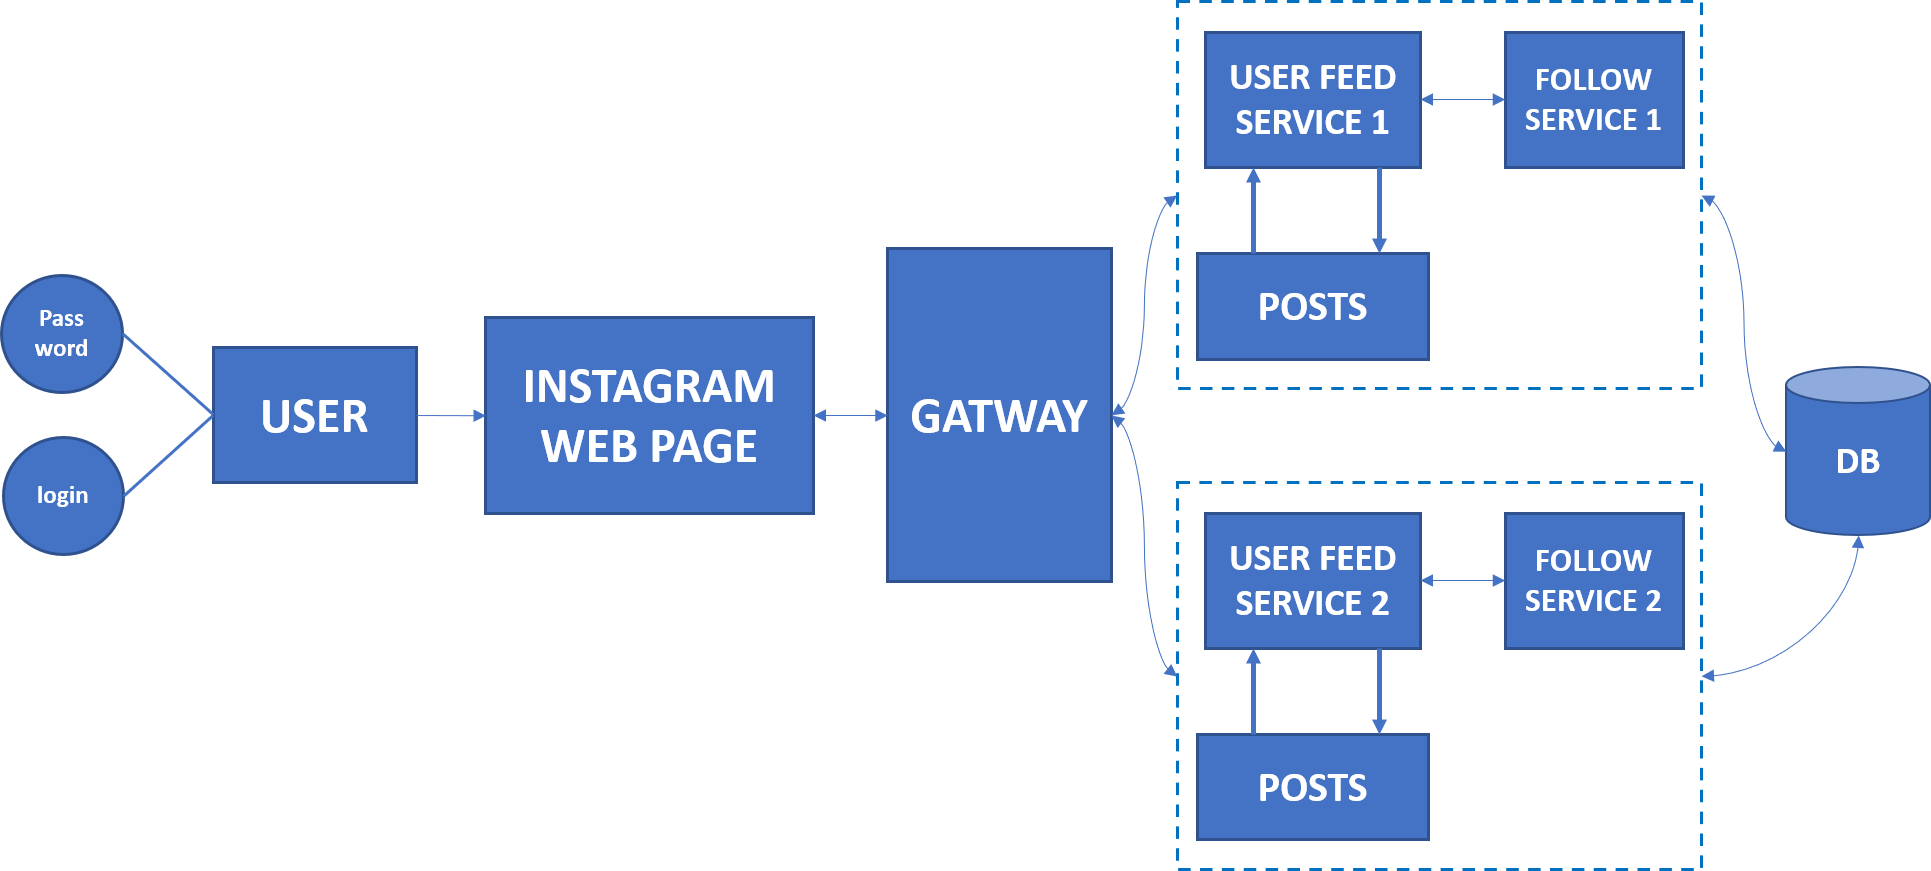 Pass
word
login
USER
INSTAGRAM
WEB PAGE
GATWAY
USER FEED
SERVICE 1
FOLLOW
SERVICE 1
POSTS
USER FEED
SERVICE 2
FOLLOW
SERVICE 2
POSTS
DB